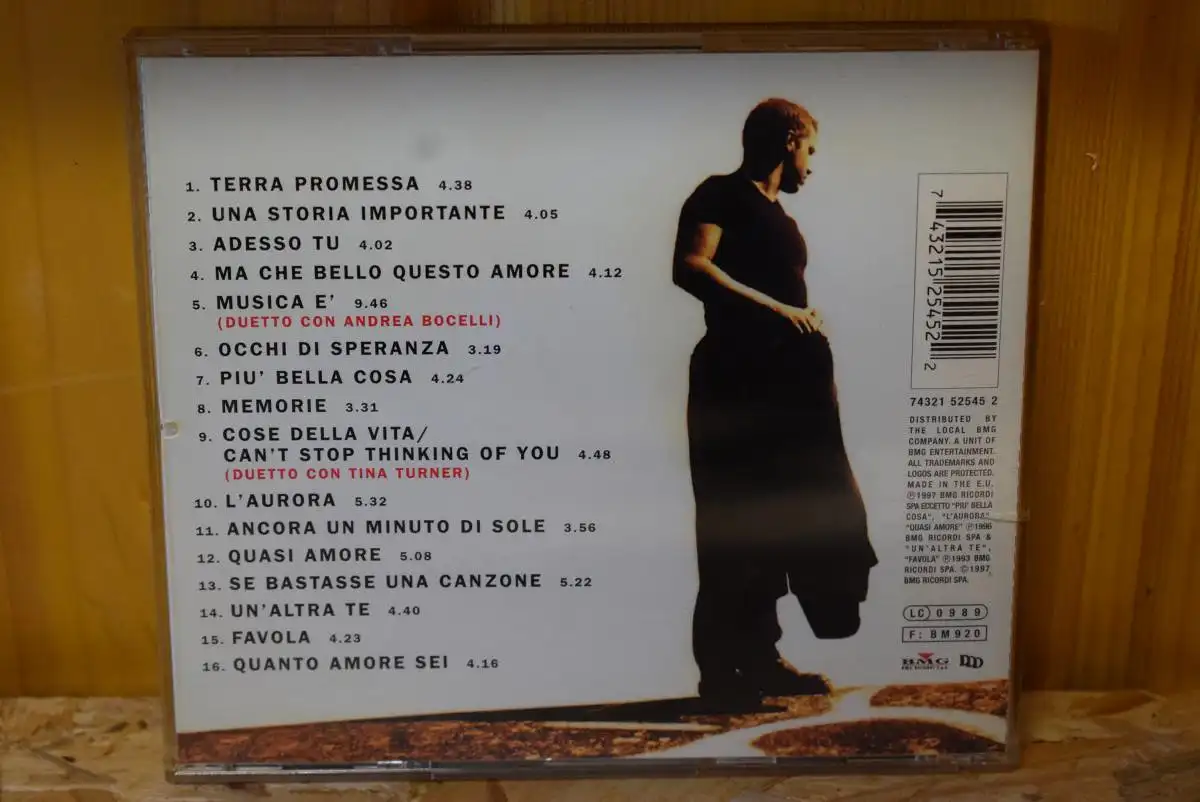 1. TERRA PROMESSA 4.38
2. UNA STORIA IMPORTANTE 4.05
3. ADESSO TU 4.02
4. MA CHE BELLO QUESTO AMORE 4.12
5. MUSICA E' 9.46
(DUETTO CON ANDREA BOCELLI)
6. OCCHI DI SPERANZA 3.19
7. PIU' BELLA COSA 4.24
8. MEMORIE 3.31
9. COSE DELLA VITA/
CAN'T STOP THINKING OF YOU 4.48
(DUETTO CON TINA TURNER)
10. L'AURORA 5.32
11. ANCORA UN MINUTO DI SOLE 3.56
12. QUASI AMORE 5.08
13. SE BASTASSE UNA CANZONE 5.22
14. UN'ALTRA TE 4.40
15. FAVOLA 4.23
16. QUANTO AMORE SEI 4.16
7 43215 25452 2
74321 52545 2
DISTRIBUTED BY
THE LOCAL BMG
COMPANY. A UNIT OF
BMG ENTERTAINMENT.
ALL TRADEMARKS AND
LOGOS ARE PROTECTED.
MADE IN THE E.U.
℗1997 BMG RICORDI
SPA ECCETTO "PIU' BELLA
COSA", "L'AURORA",
"QUASI AMORE" ℗1996
BMG RICORDI SPA &
"UN'ALTRA TE",
"FAVOLA" ℗1993 BMG
RICORDI SPA. ©1997
BMG RICORDI SPA.
LC 0989
F: BM920
BMG DDD